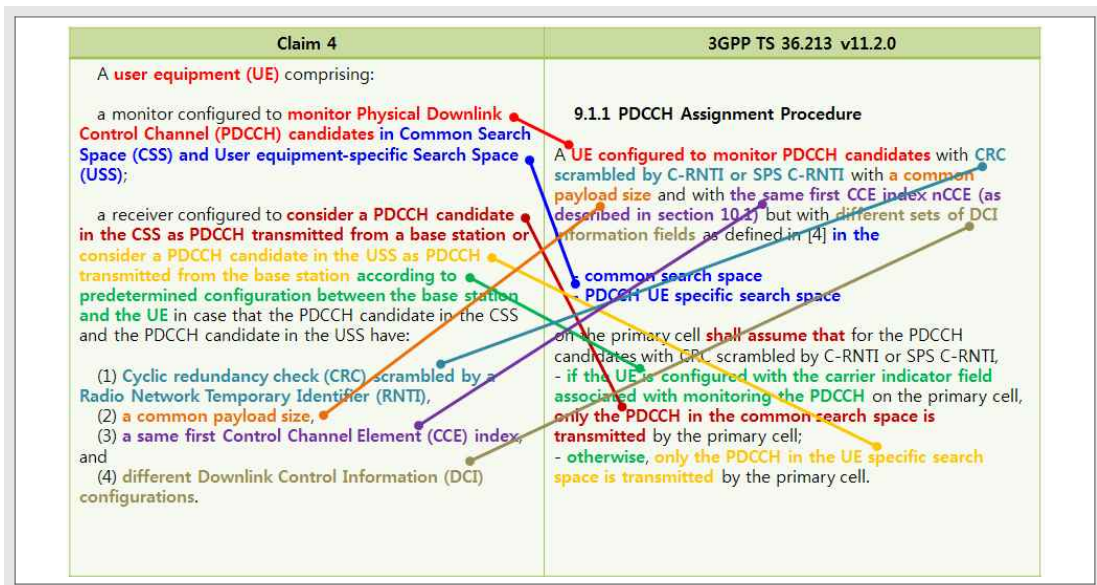 Claim 4
A user equipment (UE) comprising:
a monitor configured to monitor Physical Downlink
Control Channel (PDCCH) candidates in Common Search
Space (CSS) and User equipment-specific Search Space
(USS);
a receiver configured to consider a PDCCH candidate
in the CSS as PDCCH transmitted from a base station or
consider a PDCCH candidate in the USS as PDCCH
transmitted from the base station according to
predetermined configuration between the base station
and the UE in case that the PDCCH candidate in the CSS
and the PDCCH candidate in the USS have:
(1) Cyclic redundancy check (CRC) scrambled by a
Radio Network Temporary Identifier (RNTI),
(2) a common payload size,
(3) a same first Control Channel Element (CCE) index,
and
(4) different Downlink Control Information (DCI)
configurations.
3GPP TS 36.213 v11.2.0
9.1.1 PDCCH Assignment Procedure
A UE configured to monitor PDCCH candidates with CRC
scrambled by C-RNTI or SPS C-RNTI with a common
payload size and with the same first CCE index nCCE (as
described in section 10.1) but with different sets of DCI
information fields as defined in [4] in the
- common search space
- PDCCH UE specific search space
on the primary cell shall assume that for the PDCCH
candidates with CRC scrambled by C-RNTI or SPS C-RNTI,
- if the UE is configured with the carrier indicator field
associated with monitoring the PDCCH on the primary cell,
only the PDCCH in the common search space is
transmitted by the primary cell;
- otherwise, only the PDCCH in the UE specific search
space is transmitted by the primary cell.